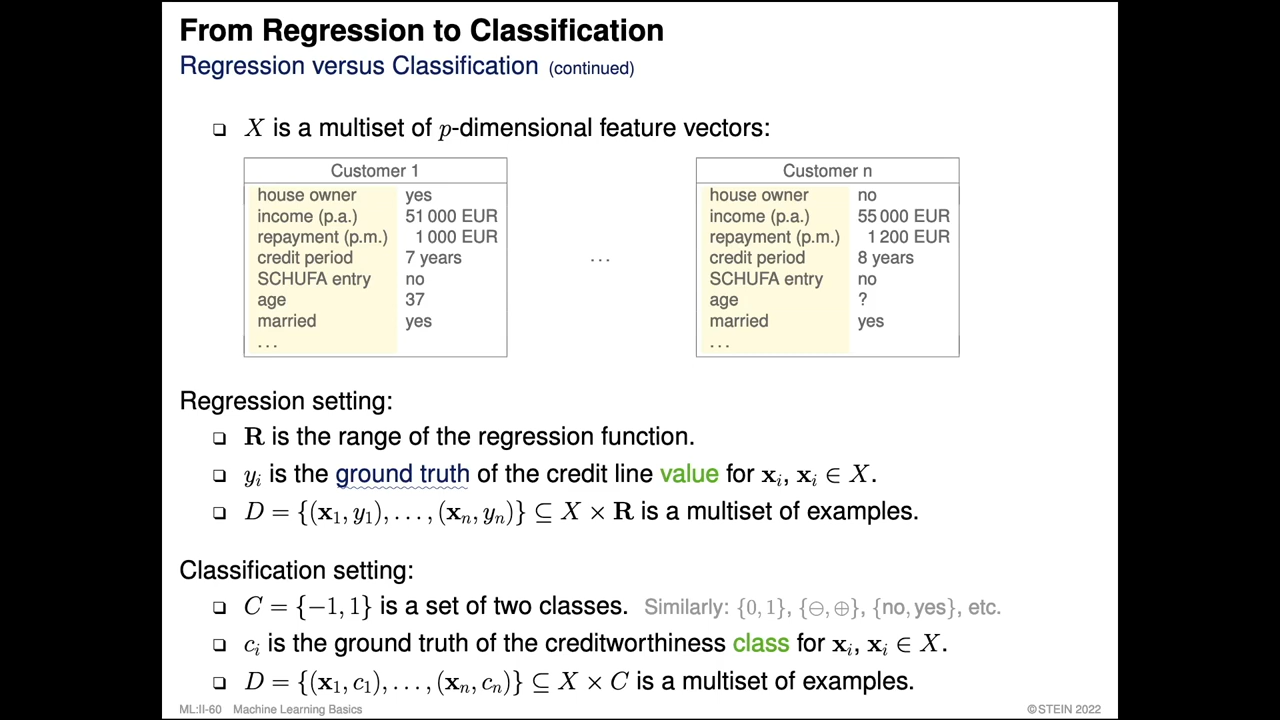 From Regression to Classification
Regression versus Classification (continued)
❑ X is a multiset of p-dimensional feature vectors:
Customer 1
house owner yes
income (p.a.) 51 000 EUR
repayment (p.m.) 1 000 EUR
credit period 7 years
SCHUFA entry no
age 37
married yes
...
...
Customer n
house owner no
income (p.a.) 55 000 EUR
repayment (p.m.) 1 200 EUR
credit period 8 years
SCHUFA entry no
age ?
married yes
...
Regression setting:
❑ R is the range of the regression function.
❑ yᵢ is the ground truth of the credit line value for xᵢ, xᵢ ∈ X.
❑ D = {(x₁, y₁), . . . , (xₙ, yₙ)} ⊆ X × R is a multiset of examples.
Classification setting:
❑ C = {−1, 1} is a set of two classes. Similarly: {0, 1}, {⊖, ⊕}, {no, yes}, etc.
❑ cᵢ is the ground truth of the creditworthiness class for xᵢ, xᵢ ∈ X.
❑ D = {(x₁, c₁), . . . , (xₙ, cₙ)} ⊆ X × C is a multiset of examples.
ML:II-60 Machine Learning Basics ©STEIN 2022